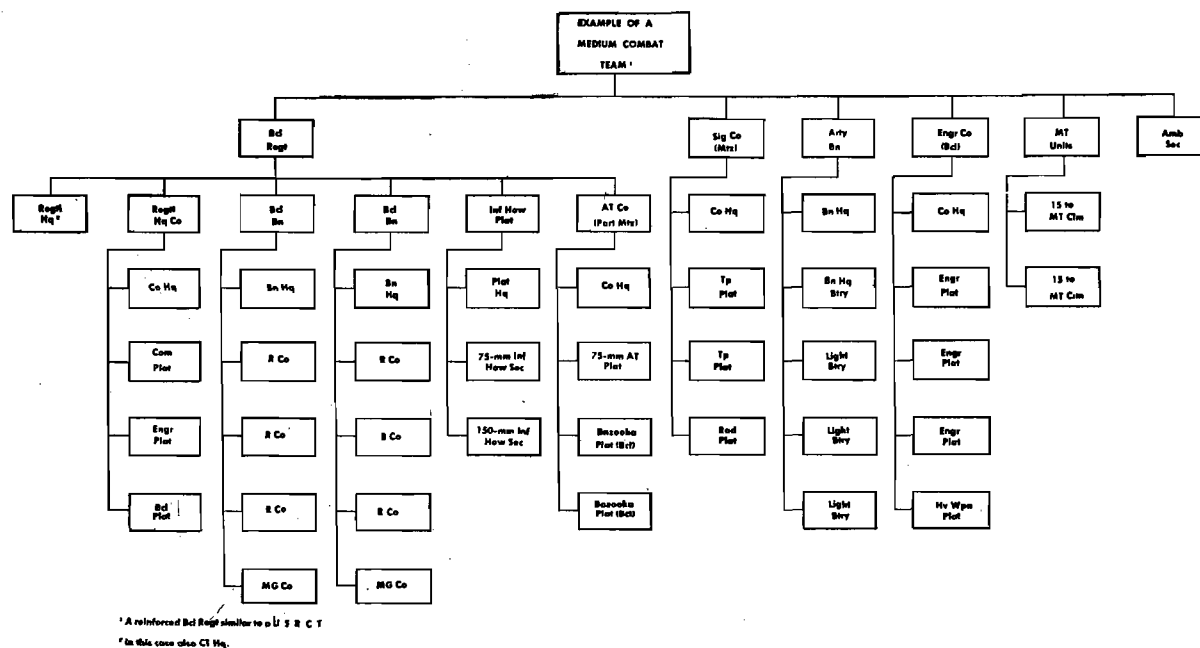 EXAMPLE OF A
MEDIUM COMBAT
TEAM ¹
Bcl
Regt
Sig Co
(Mtz)
Arty
Bn
Engr Co
(Bcl)
MT
Units
Amb
Sec
Regtl
Hq ²
Regtl
Hq Co
Bcl
Bn
Bcl
Bn
Inf How
Plat
AT Co
(Part Mtz)
Co Hq
Bn Hq
Co Hq
15 to
MT Clm
Co Hq
Bn Hq
Bn
Hq
Plat
Hq
Co Hq
Tp
Plat
Bn Hq
Btry
Engr
Plat
15 to
MT Clm
Com
Plat
R Co
R Co
75-mm Inf
How Sec
75-mm AT
Plat
Tp
Plat
Light
Btry
Engr
Plat
Engr
Plat
R Co
R Co
150-mm Inf
How Sec
Bazooka
Plat (Bcl)
Rad
Plat
Light
Btry
Engr
Plat
Bcl
Plat
R Co
R Co
Bazooka
Plat (Bcl)
Light
Btry
Hv Wpn
Plat
MG Co
MG Co
¹ A reinforced Bcl Regt similar to a U S R C T
² In this case also CT Hq.